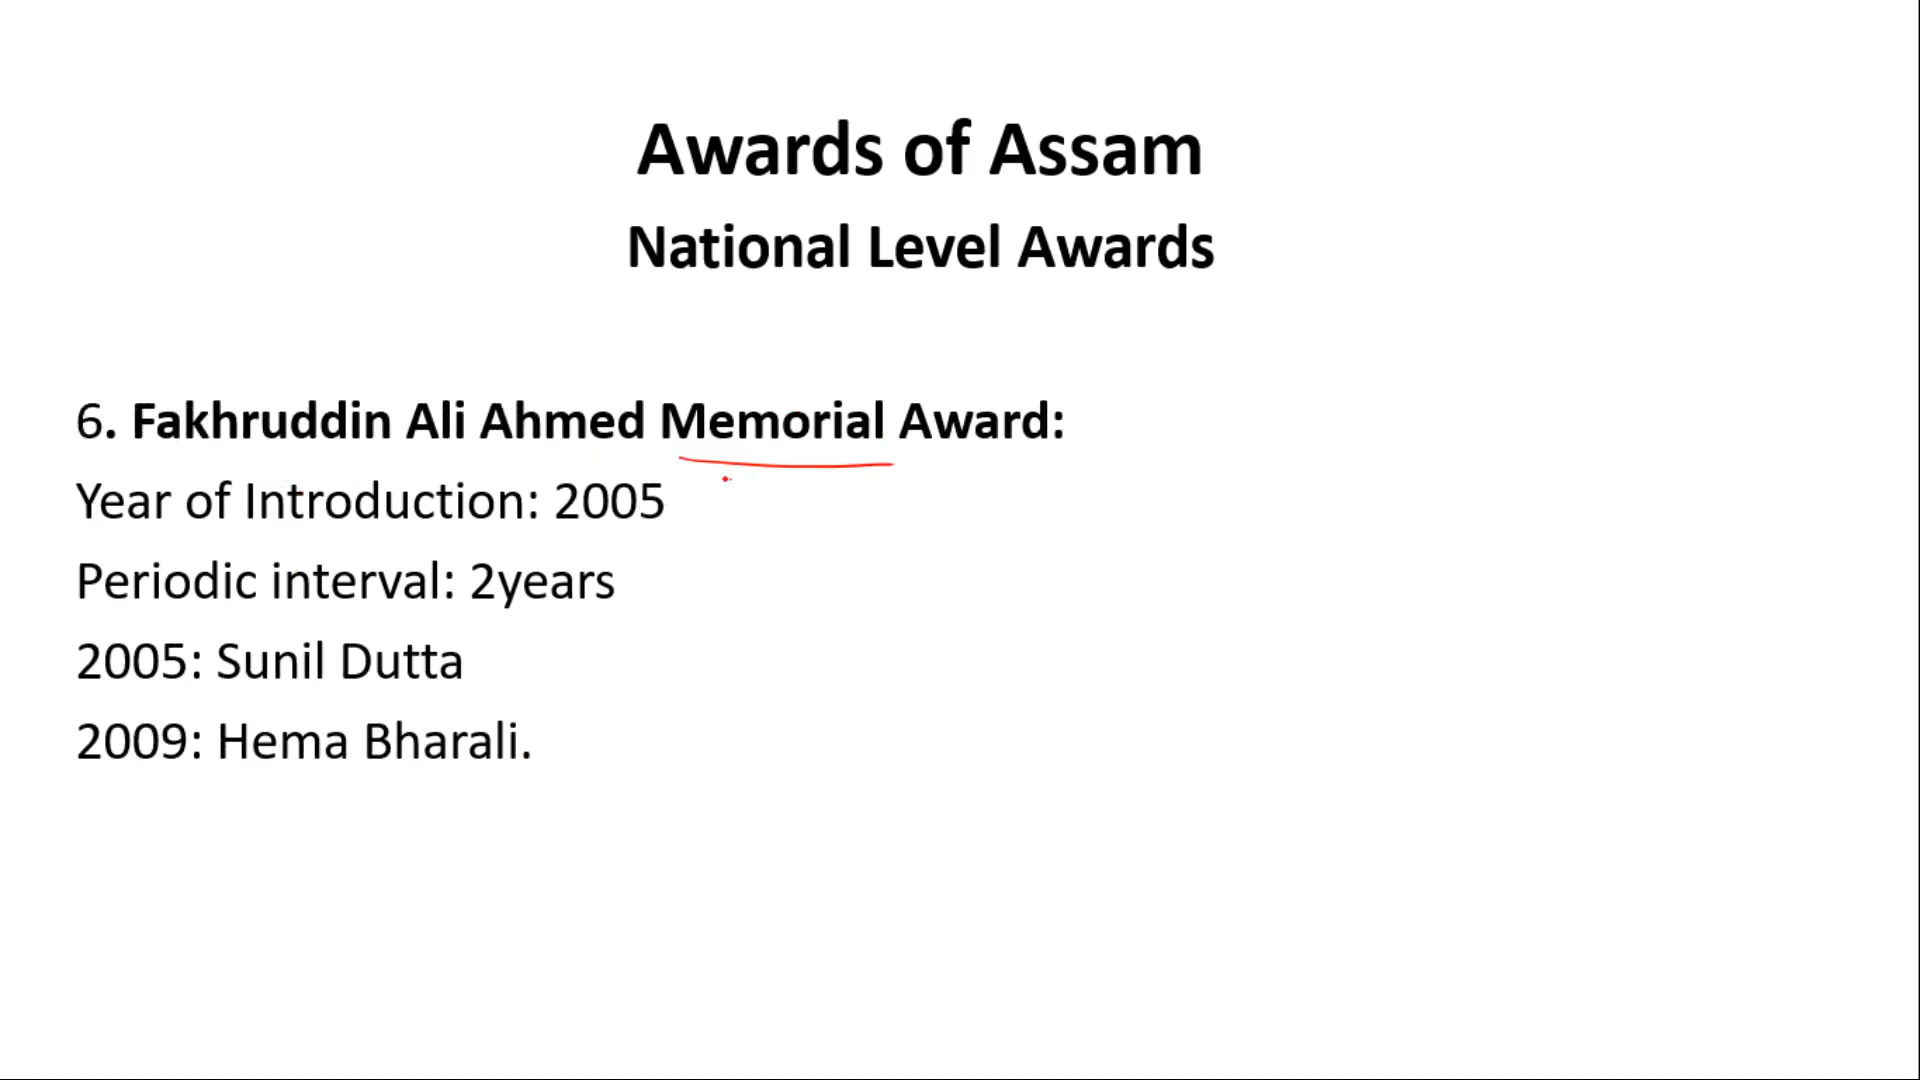 Awards of Assam
National Level Awards
6. Fakhruddin Ali Ahmed Memorial Award:
Year of Introduction: 2005
Periodic interval: 2years
2005: Sunil Dutta
2009: Hema Bharali.